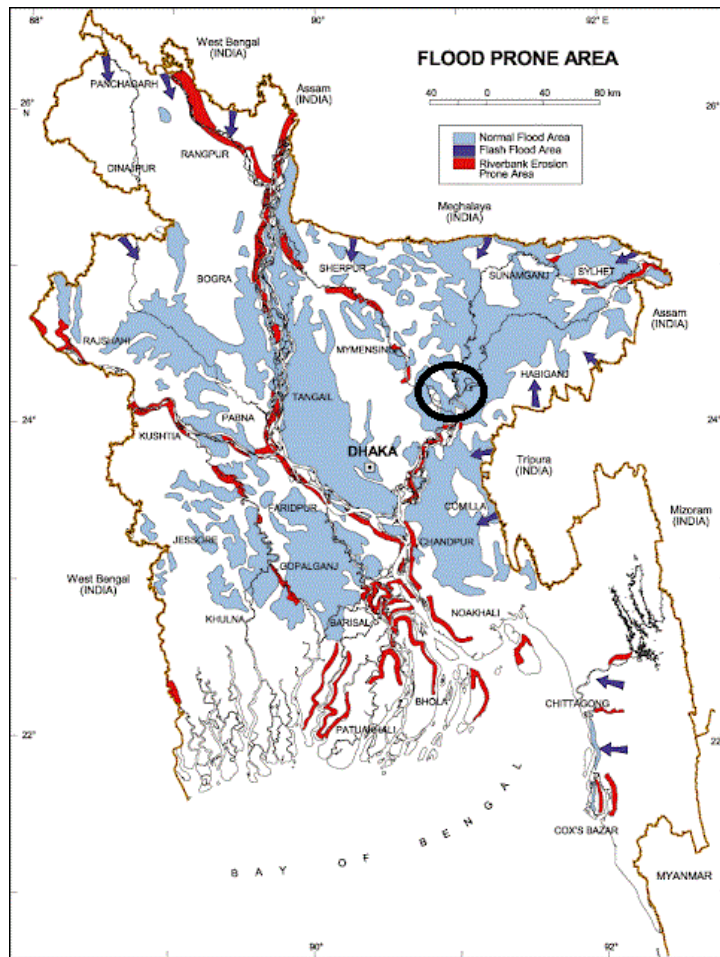 88°
90
92° E
West Bengal
(INDIA)
FLOOD PRONE AREA
PANCHAGARH
Assam
(INDIA)
40 20 0 80 km
26°
N
26°
Normal Flood Area
Flash Flood Area
Riverbank Erosion
Prone Area
RANGPUR
DINAJPUR
Meghalaya
(INDIA)
SHERPUR
SYLHET
SUNAMGANJ
BOGRA
Assam
(INDIA)
RAJSHAHI
MYMENSIN
HABIGANJ
TANGAIL
PABNA
24°
24°
KUSHTIA
DHAKA
Tripura
(INDIA)
FARIDPUR
COMILLA
Mizoram
(INDIA)
JESSORE
CHANDPUR
GOPALGANJ
West Bengal
(INDIA)
NOAKHALI
KHULNA
BARISAL
BHOLA
CHITTAGONG
PATUAKHALI
22°
22
COX'S BAZAR
BAY OF BENGAL
MYANMAR
90°
92°